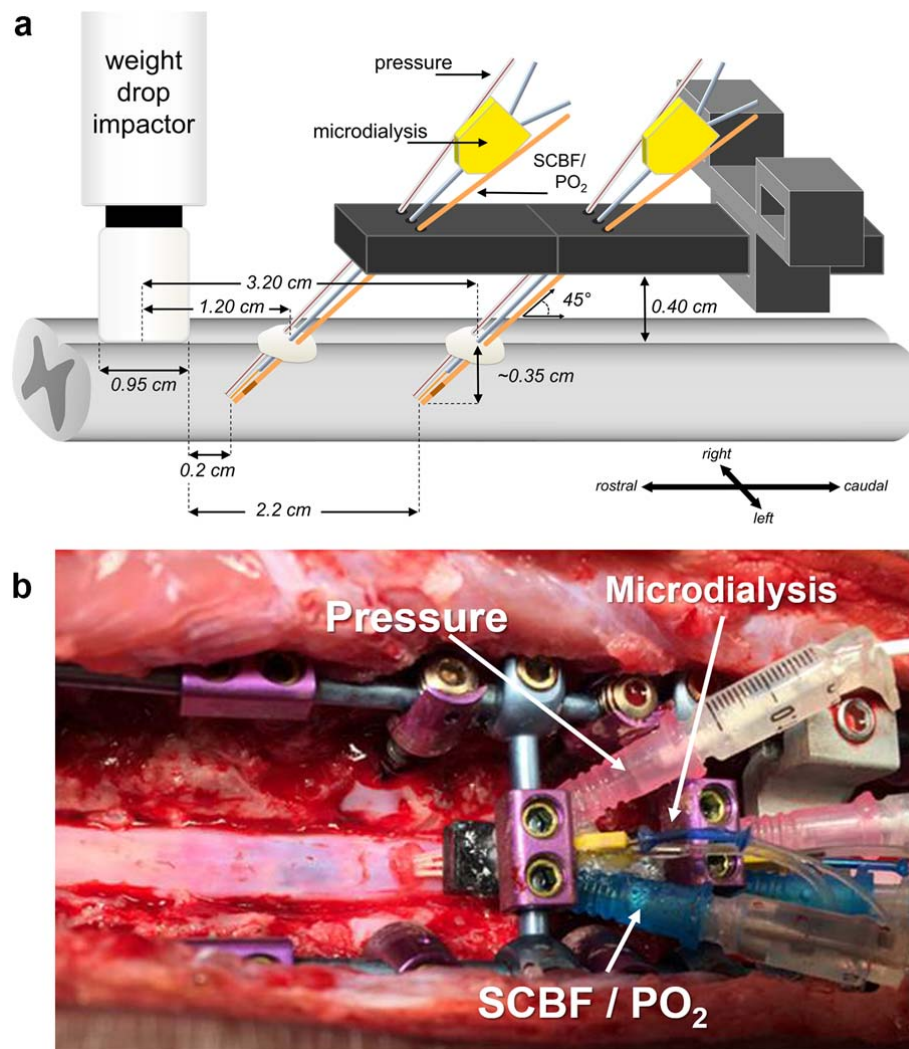 a
weight
drop
impactor
pressure
microdialysis
SCBF/
PO₂
3.20 cm
1.20 cm
45°
0.40 cm
0.95 cm
~0.35 cm
0.2 cm
2.2 cm
right
rostral
caudal
left
b
Microdialysis
Pressure
SCBF / PO₂